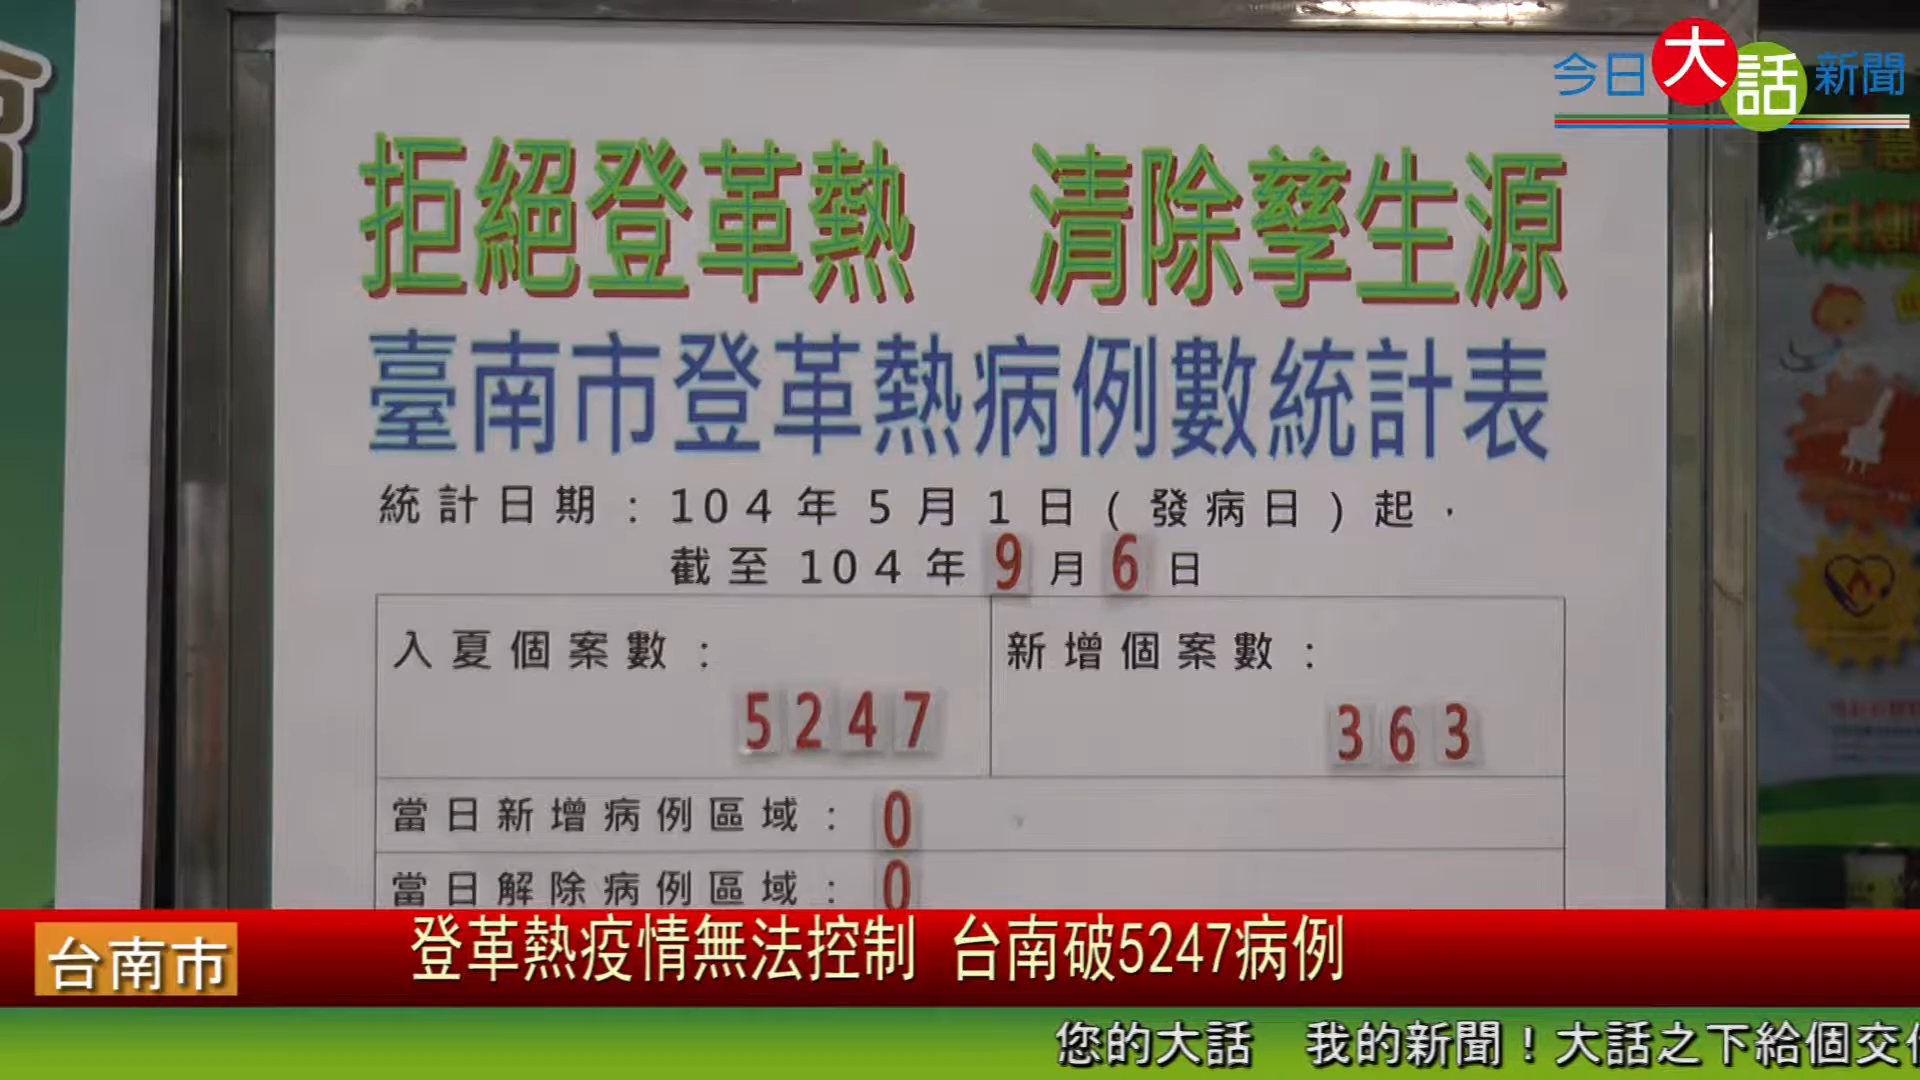 今日大話新聞
拒絕登革熱 清除孳生源
臺南市登革熱病例數統計表
統計日期：104年5月1日(發病日)起，
截至104年9月6日
入夏個案數：
5247
新增個案數：
363
當日新增病例區域：0
當日解除病例區域：0
台南市
登革熱疫情無法控制 台南破5247病例
您的大話 我的新聞！大話之下給個交